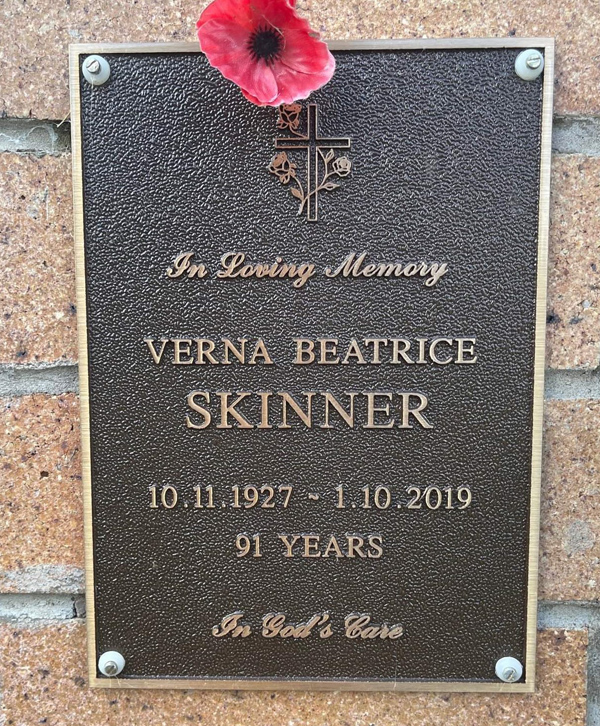 In Loving Memory
VERNA BEATRICE
SKINNER
10.11.1927 ~ 1.10.2019
91 YEARS
In God's Care